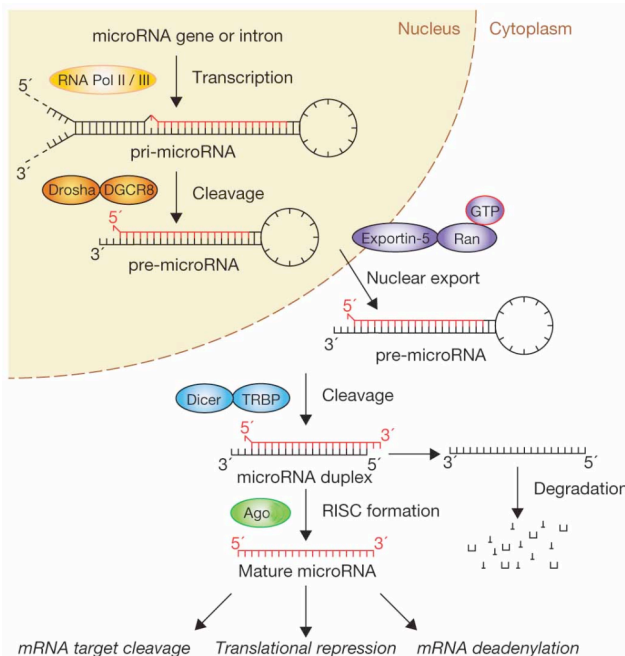 microRNA gene or intron
Nucleus
Cytoplasm
RNA Pol II / III
Transcription
5´
3´
pri-microRNA
Drosha
DGCR8
Cleavage
5´
3´
pre-microRNA
GTP
Exportin-5
Ran
Nuclear export
5´
3´
pre-microRNA
Dicer
TRBP
Cleavage
5´
3´
3´
5´
microRNA duplex
3´
5´
Degradation
Ago
RISC formation
5´
3´
Mature microRNA
mRNA target cleavage
Translational repression
mRNA deadenylation